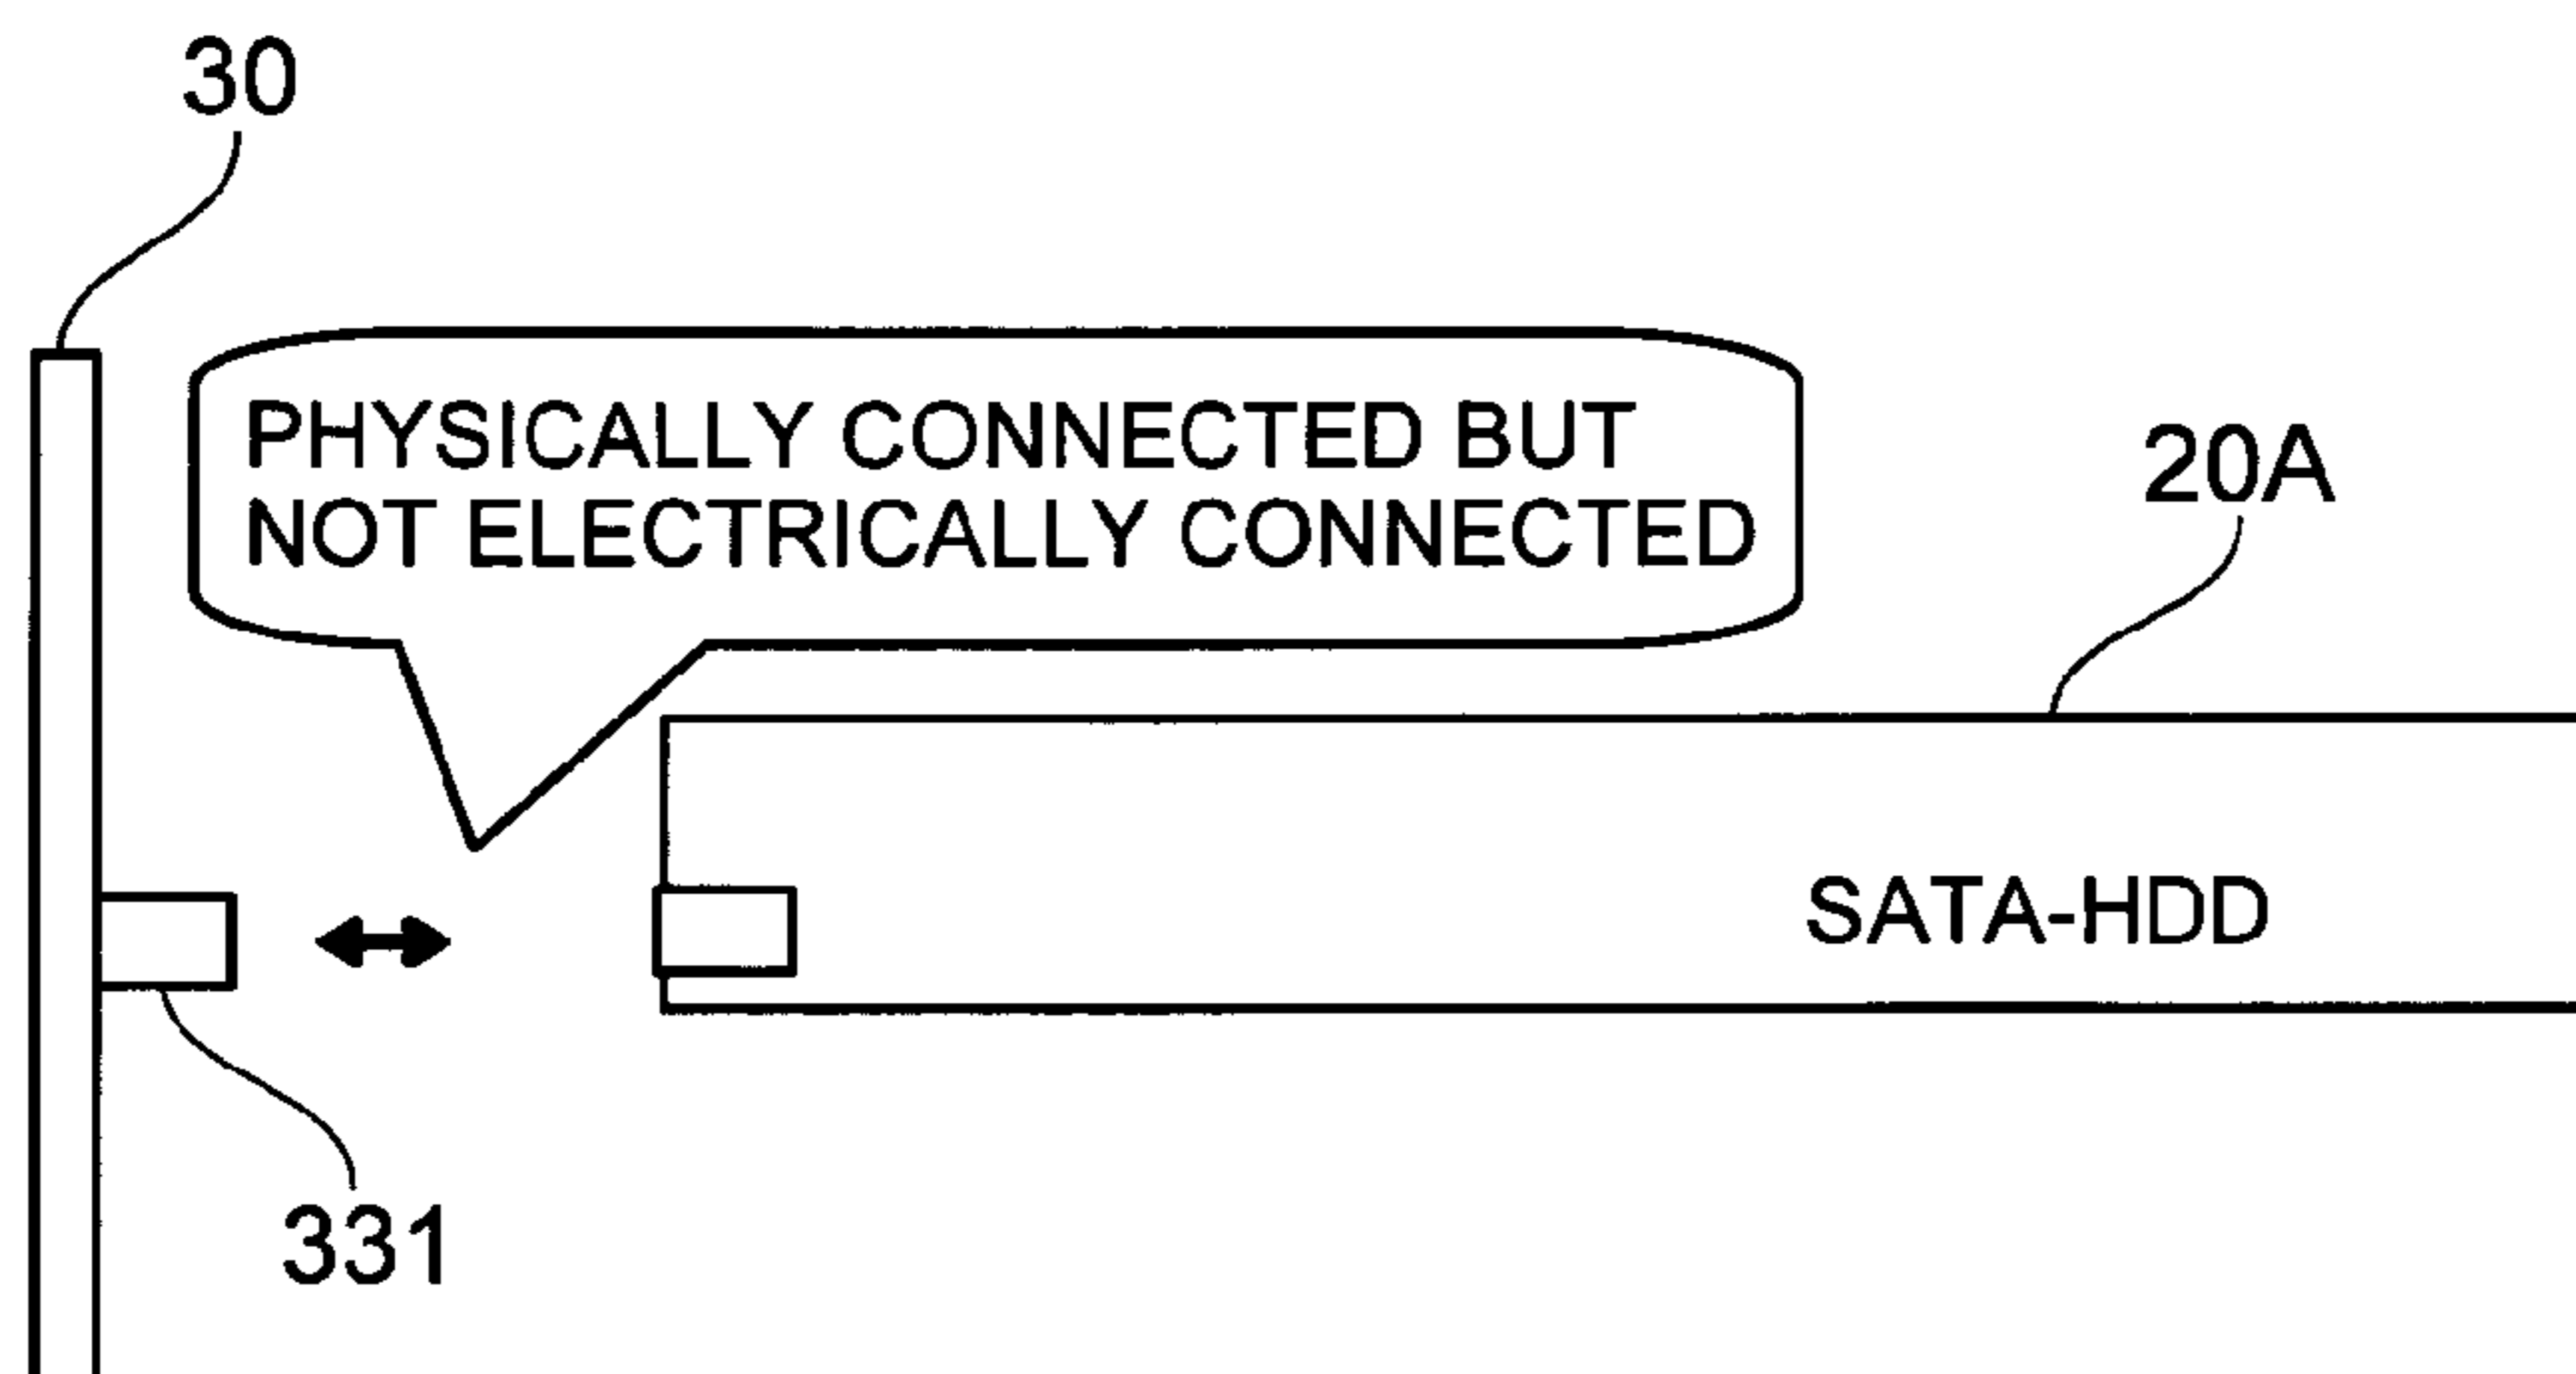 30
PHYSICALLY CONNECTED BUT
NOT ELECTRICALLY CONNECTED
20A
SATA-HDD
331